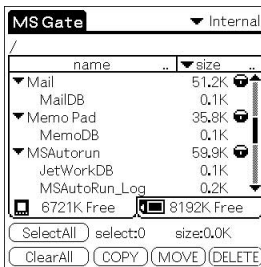 MS Gate ▼ Internal
/
name .. ▼size ..
▼Mail 51.2K
MailDB 0.1K
▼Memo Pad 35.8K
MemoDB 0.1K
▼MSAutorun 59.9K
JetWorkDB 0.1K
MSAutoRun_Log 0.2K
6721K Free 8192K Free
SelectAll select:0 size:0.0K
ClearAll COPY MOVE DELETE